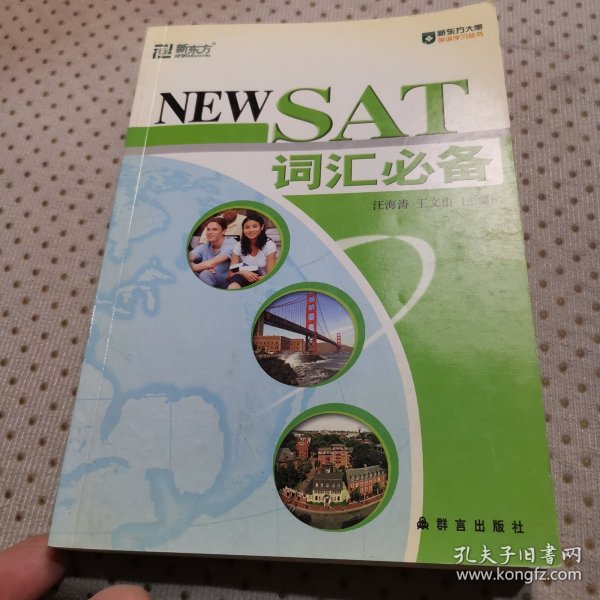 新东方
新东方大愚
英语学习丛书
NEW SAT
词汇必备
汪海涛 王文山 [主编]
群言出版社
孔夫子旧书网
www.kongfz.com